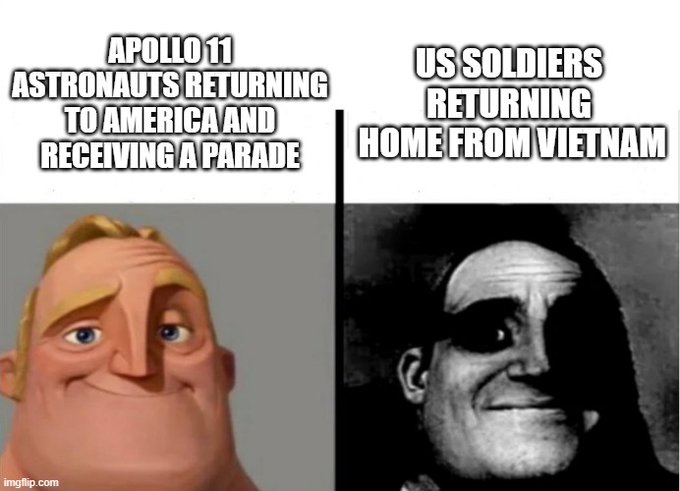 APOLLO 11
ASTRONAUTS RETURNING
TO AMERICA AND
RECEIVING A PARADE
US SOLDIERS
RETURNING
HOME FROM VIETNAM
imgflip.com